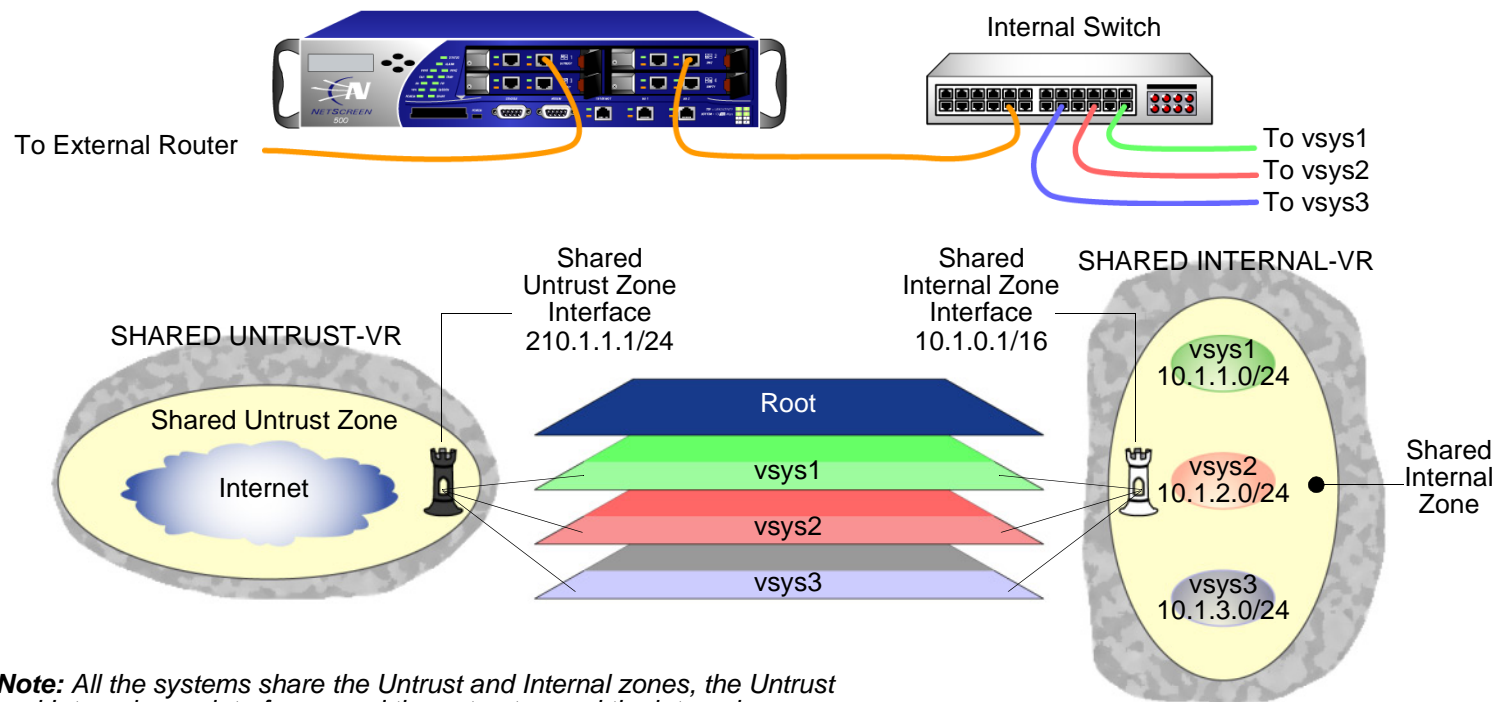 Internal Switch
NETSCREEN
500
To External Router
To vsys1
To vsys2
To vsys3
Shared
Untrust Zone
Interface
210.1.1.1/24
Shared
Internal Zone
Interface
10.1.0.1/16
SHARED INTERNAL-VR
SHARED UNTRUST-VR
Shared Untrust Zone
Internet
Root
vsys1
vsys2
vsys3
vsys1
10.1.1.0/24
vsys2
10.1.2.0/24
vsys3
10.1.3.0/24
Shared
Internal
Zone
Note: All the systems share the Untrust and Internal zones, the Untrust